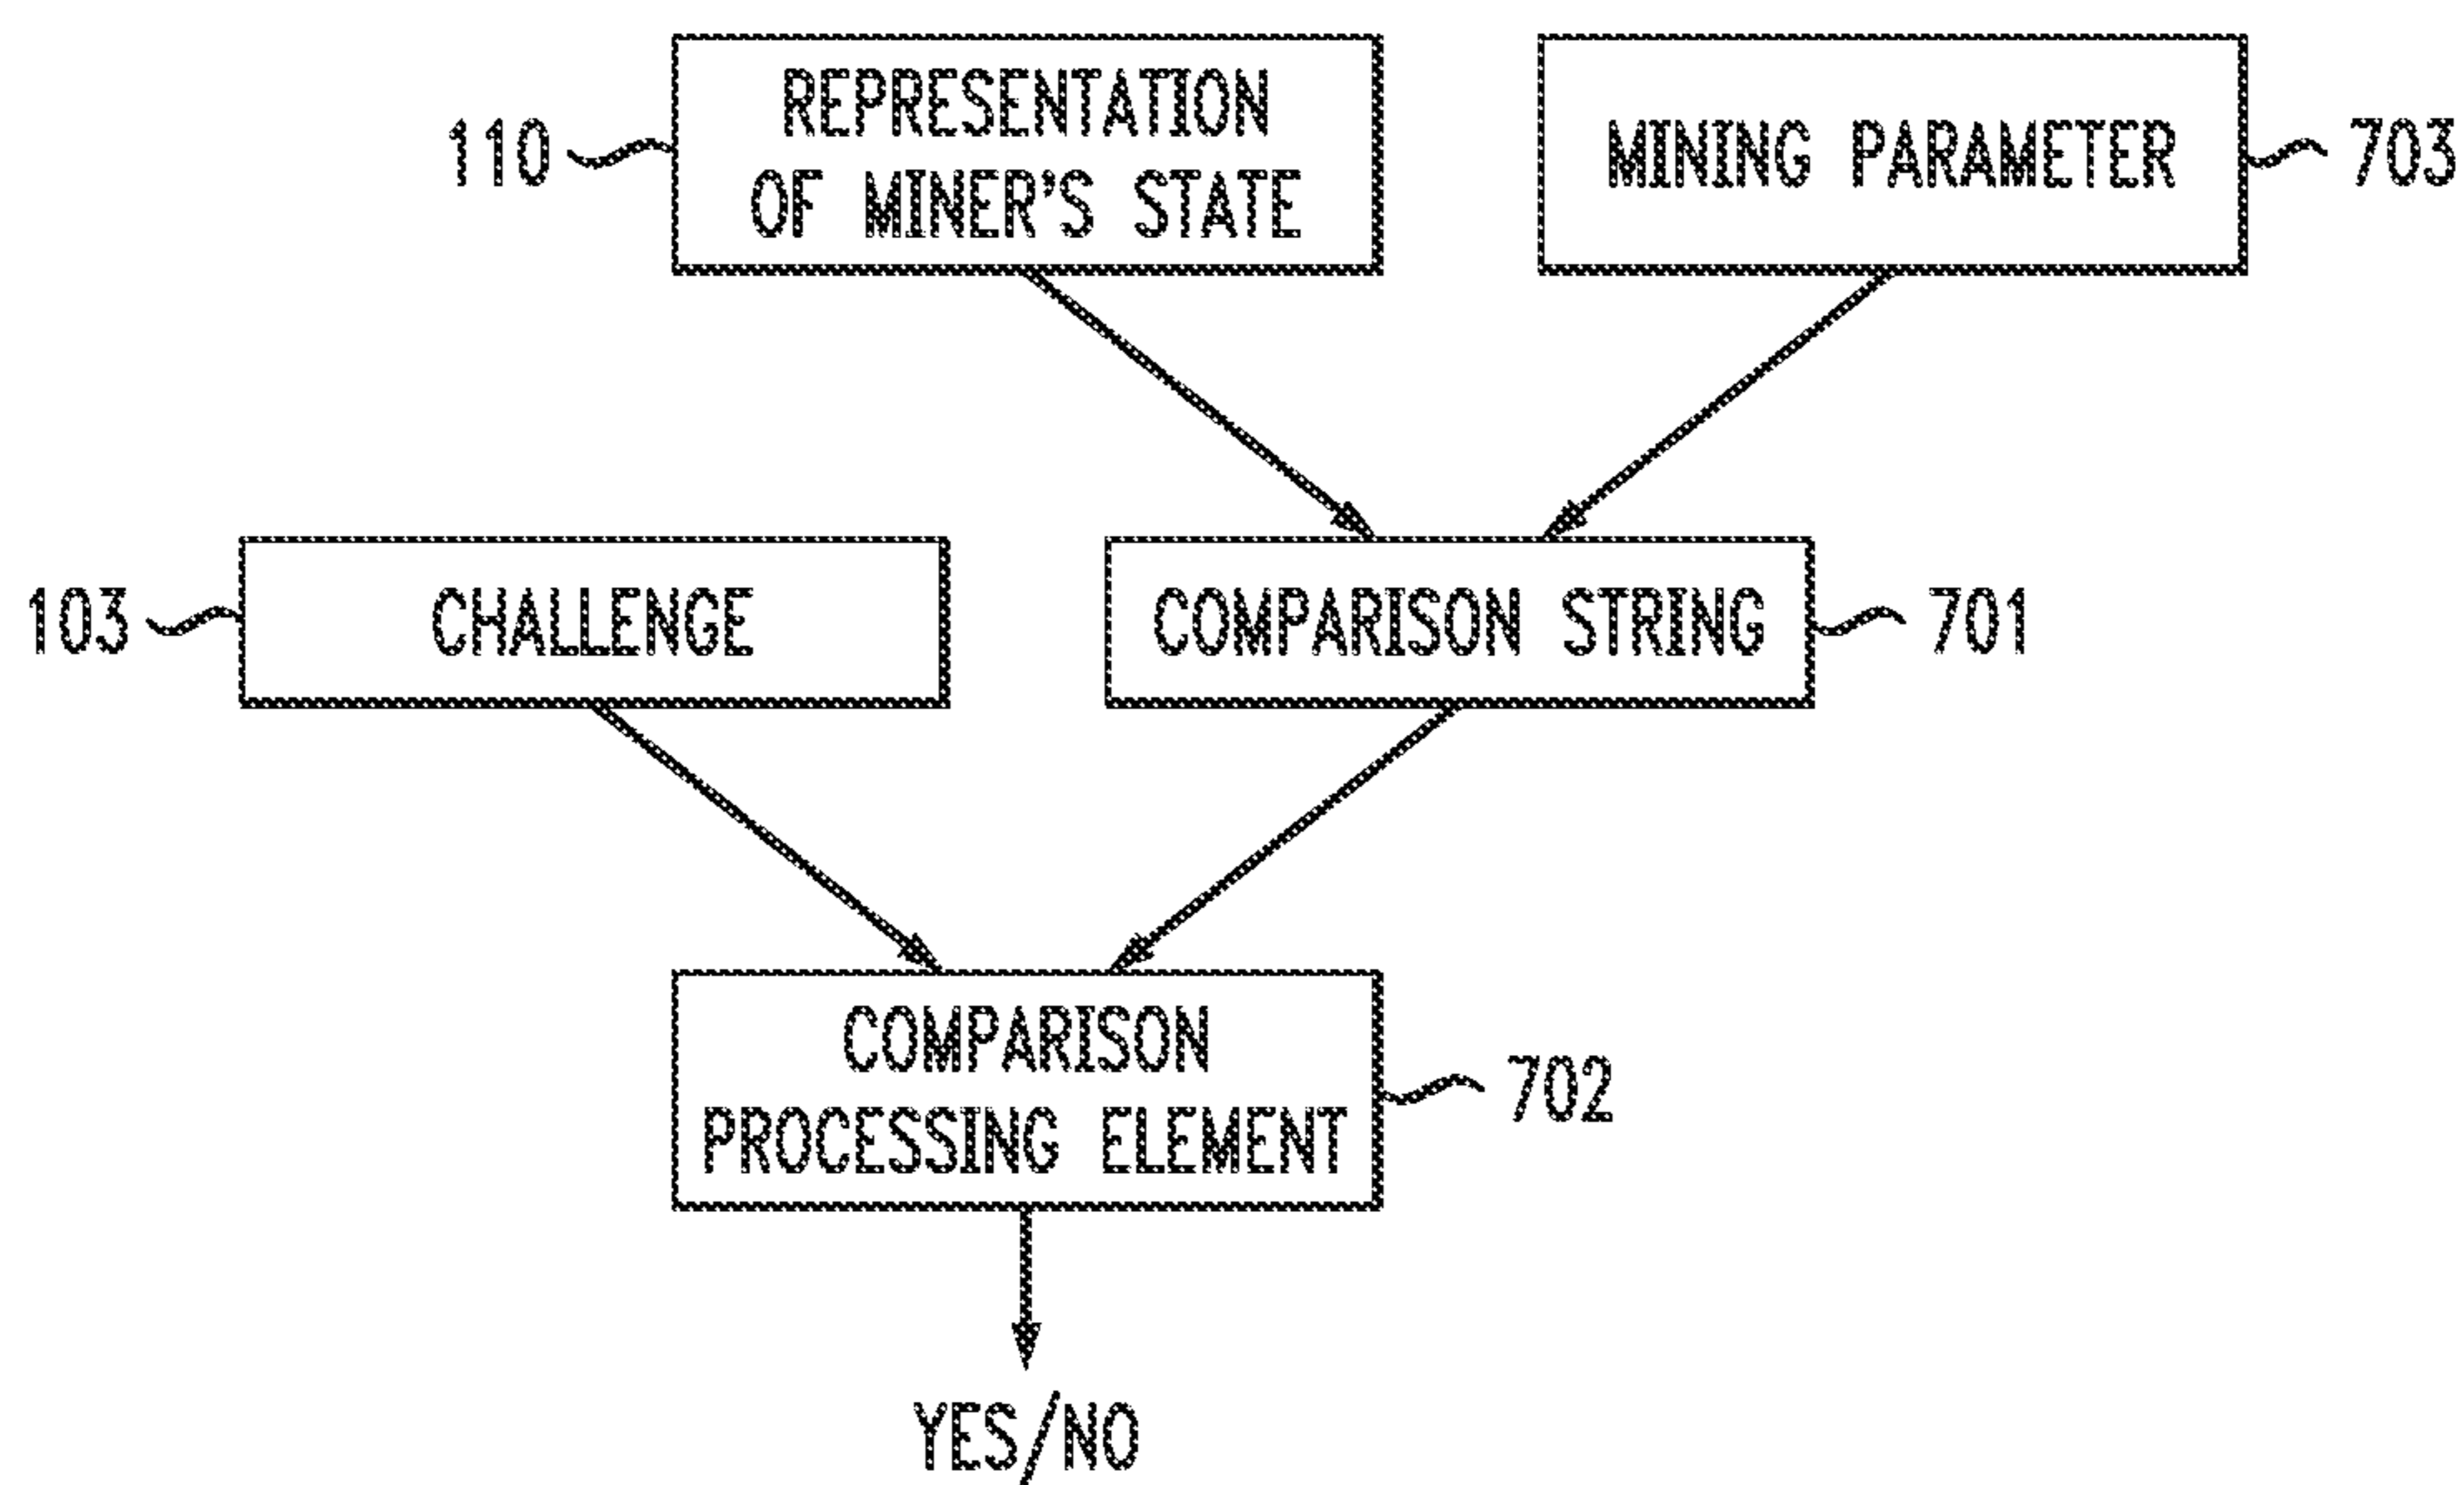 REPRESENTATION
OF MINER'S STATE
110
MINING PARAMETER
703
103
CHALLENGE
COMPARISON STRING
701
COMPARISON
PROCESSING ELEMENT
702
YES/NO